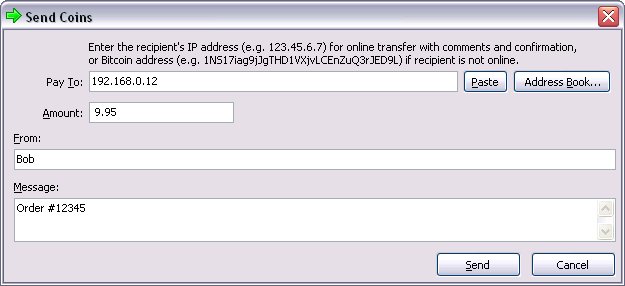 Send Coins
Enter the recipient's IP address (e.g. 123.45.6.7) for online transfer with comments and confirmation,
or Bitcoin address (e.g. 1NS17iag9jJgTHD1VXjvLCEnZuQ3rJED9L) if recipient is not online.
Pay To: 192.168.0.12 Paste Address Book...
Amount: 9.95
From:
Bob
Message:
Order #12345
Send Cancel